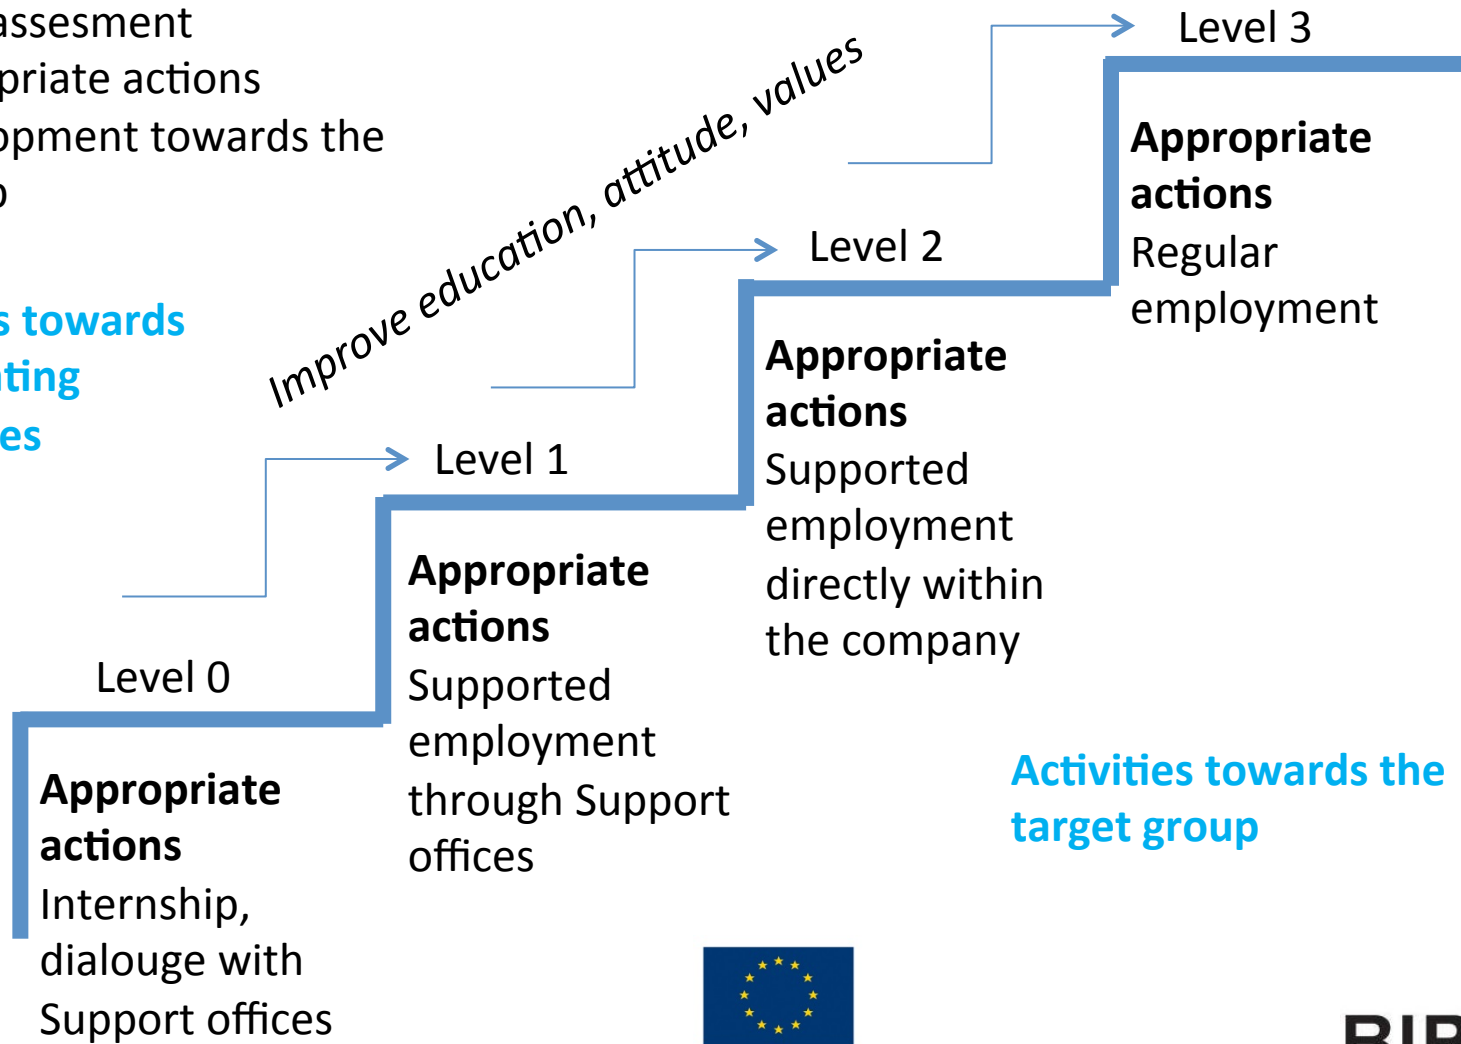 assesment
priate actions
opment towards the
s towards
ating
es
Improve education, attitude, values
Level 0
Appropriate
actions
Internship,
dialouge with
Support offices
Level 1
Appropriate
actions
Supported
employment
through Support
offices
Level 2
Appropriate
actions
Supported
employment
directly within
the company
Level 3
Appropriate
actions
Regular
employment
Activities towards the
target group